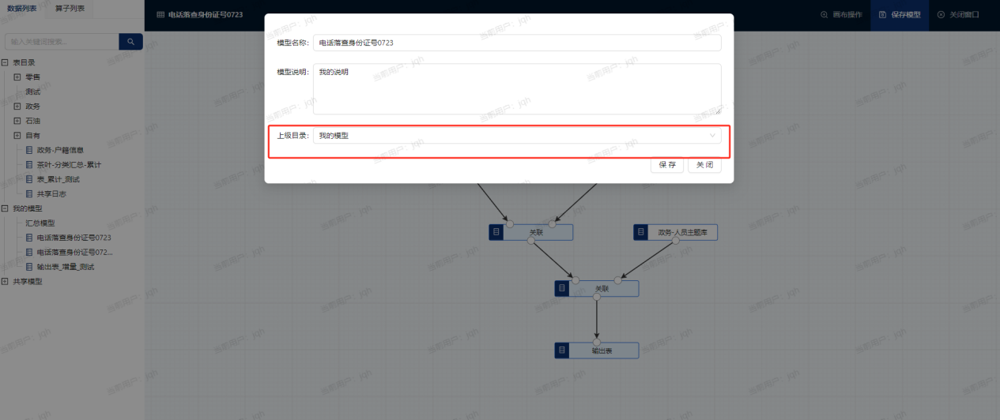 数据列表
算子列表
电话落查身份证号0723
画布操作
保存模型
关闭窗口
输入关键词搜索...
表目录
零售
测试
政务
石油
自有
政务-户籍信息
茶叶-分类汇总-累计
表_累计_测试
共享日志
我的模型
汇总模型
电话落查身份证号0723
电话落查身份证号072...
输出表_增量_测试
共享模型
模型名称:
电话落查身份证号0723
模型说明:
我的说明
上级目录:
我的模型
保 存
关 闭
关联
政务-人员主题库
关联
输出表
当前用户：jqh